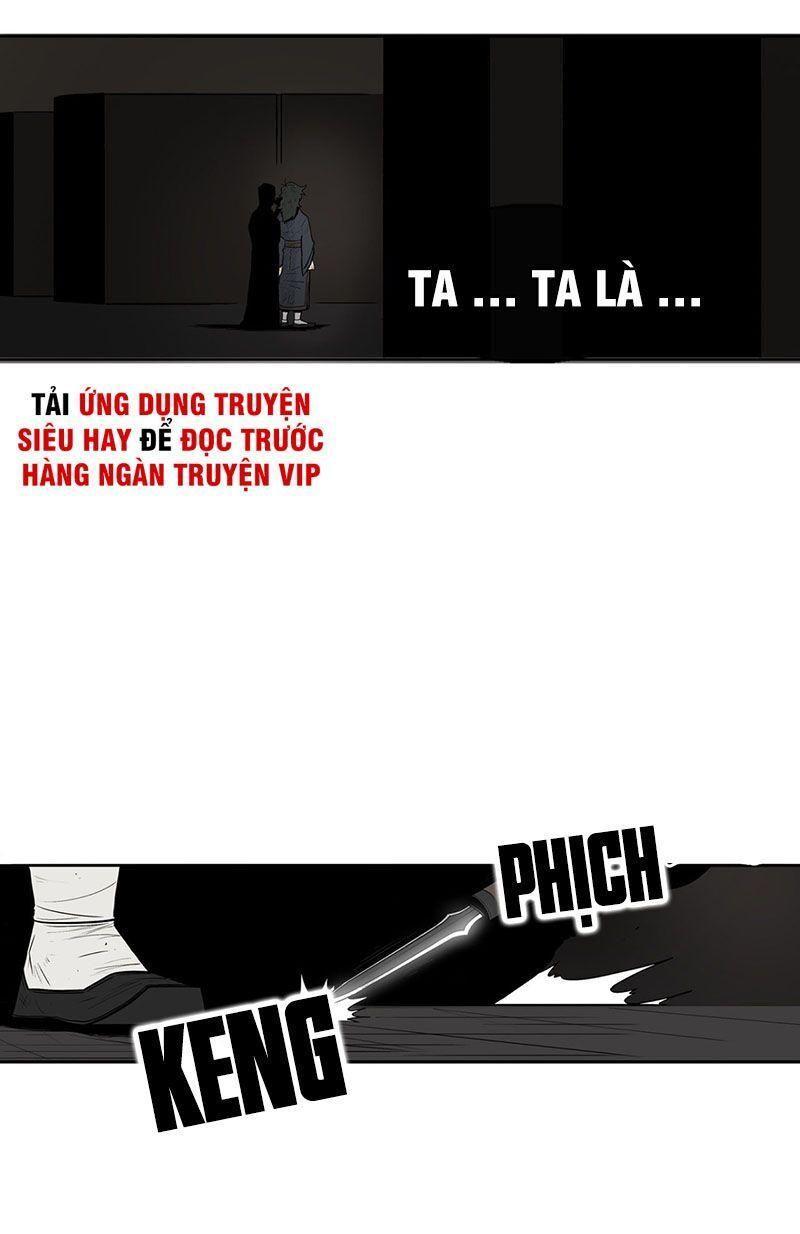 TA ... TA LÀ ...
TẢI ỨNG DỤNG TRUYỆN
SIÊU HAY ĐỂ ĐỌC TRƯỚC
HÀNG NGÀN TRUYỆN VIP
PHỊCH
KENG